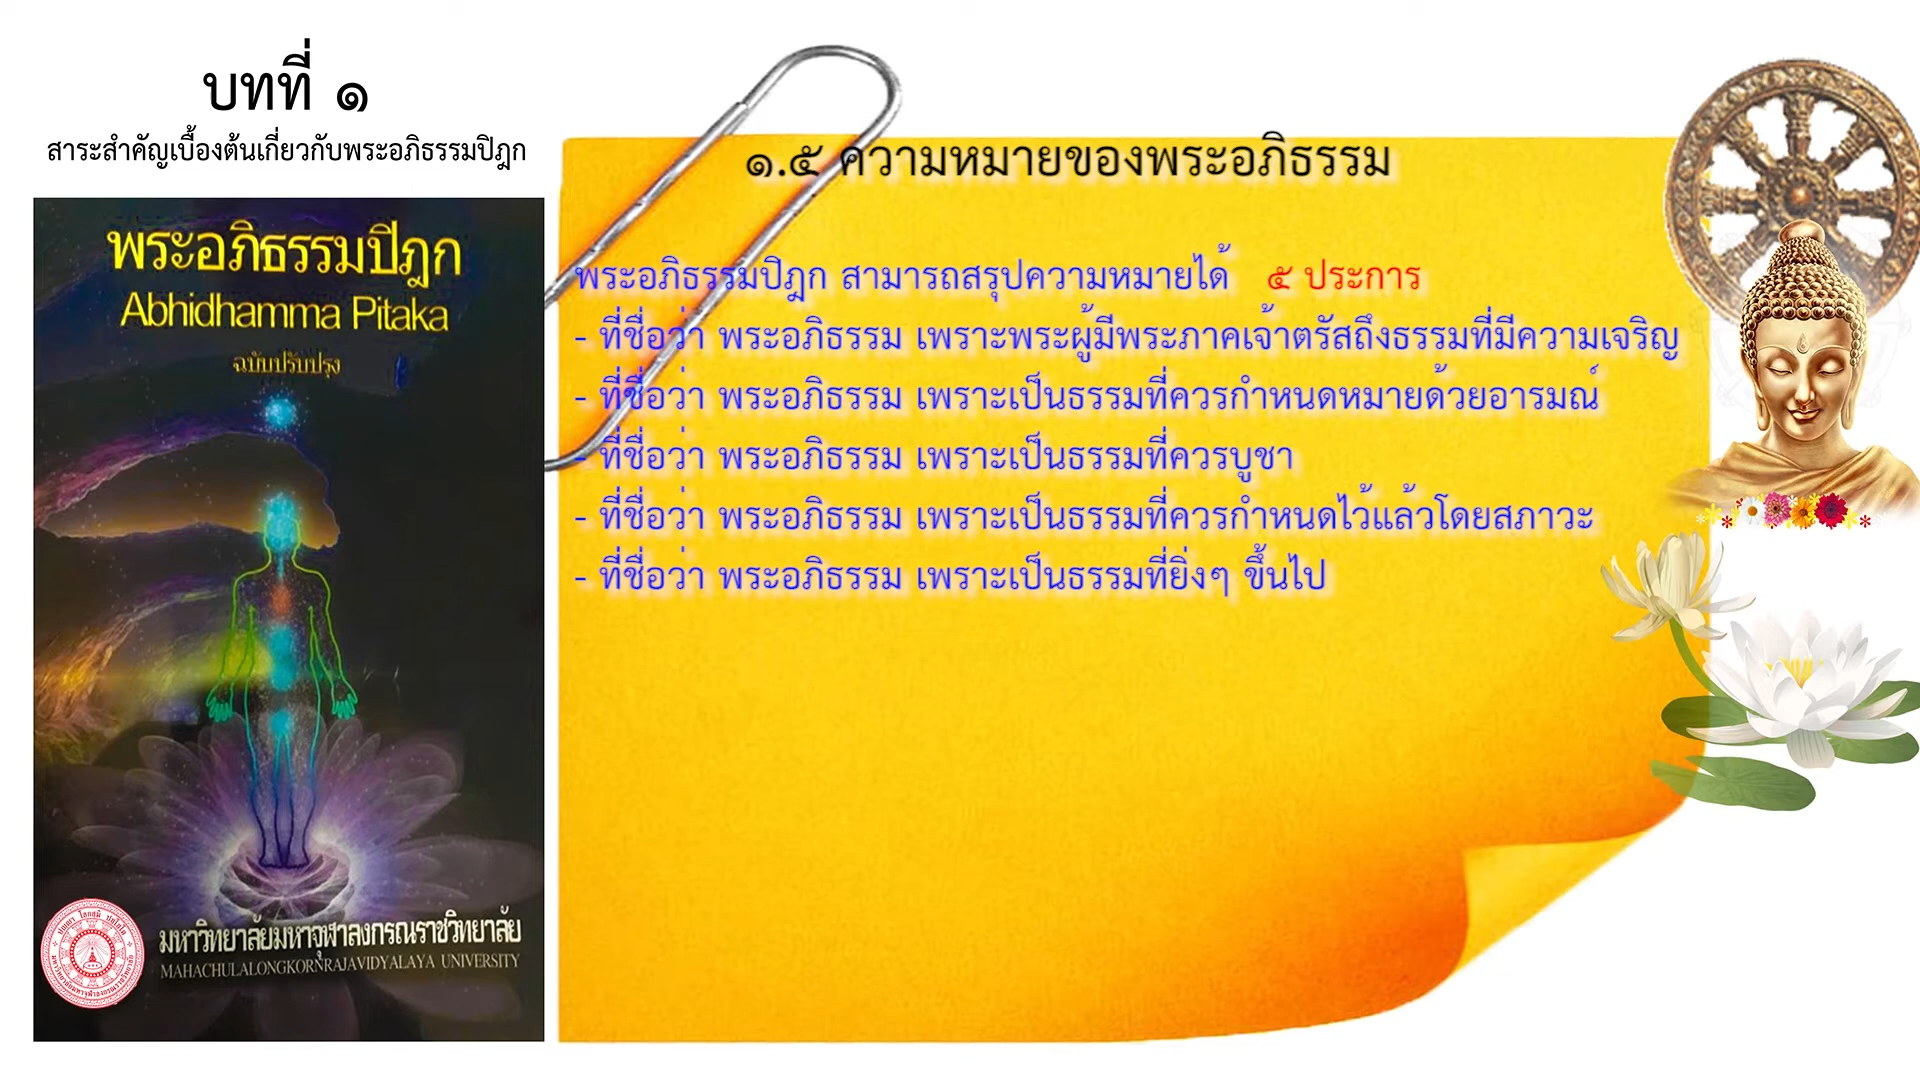 บทที่ ๑
สาระสำคัญเบื้องต้นเกี่ยวกับพระอภิธรรมปิฎก
พระอภิธรรมปิฎก
Abhidhamma Pitaka
ฉบับปรับปรุง
มหาวิทยาลัยมหาจุฬาลงกรณราชวิทยาลัย
MAHACHULALONGKORNRAJAVIDYALAYA UNIVERSITY
๑.๕ ความหมายของพระอภิธรรม
พระอภิธรรมปิฎก สามารถสรุปความหมายได้ ๕ ประการ
- ที่ชื่อว่า พระอภิธรรม เพราะพระผู้มีพระภาคเจ้าตรัสถึงธรรมที่มีความเจริญ
- ที่ชื่อว่า พระอภิธรรม เพราะเป็นธรรมที่ควรกำหนดหมายด้วยอารมณ์
- ที่ชื่อว่า พระอภิธรรม เพราะเป็นธรรมที่ควรบูชา
- ที่ชื่อว่า พระอภิธรรม เพราะเป็นธรรมที่ควรกำหนดไว้แล้วโดยสภาวะ
- ที่ชื่อว่า พระอภิธรรม เพราะเป็นธรรมที่ยิ่งๆ ขึ้นไป